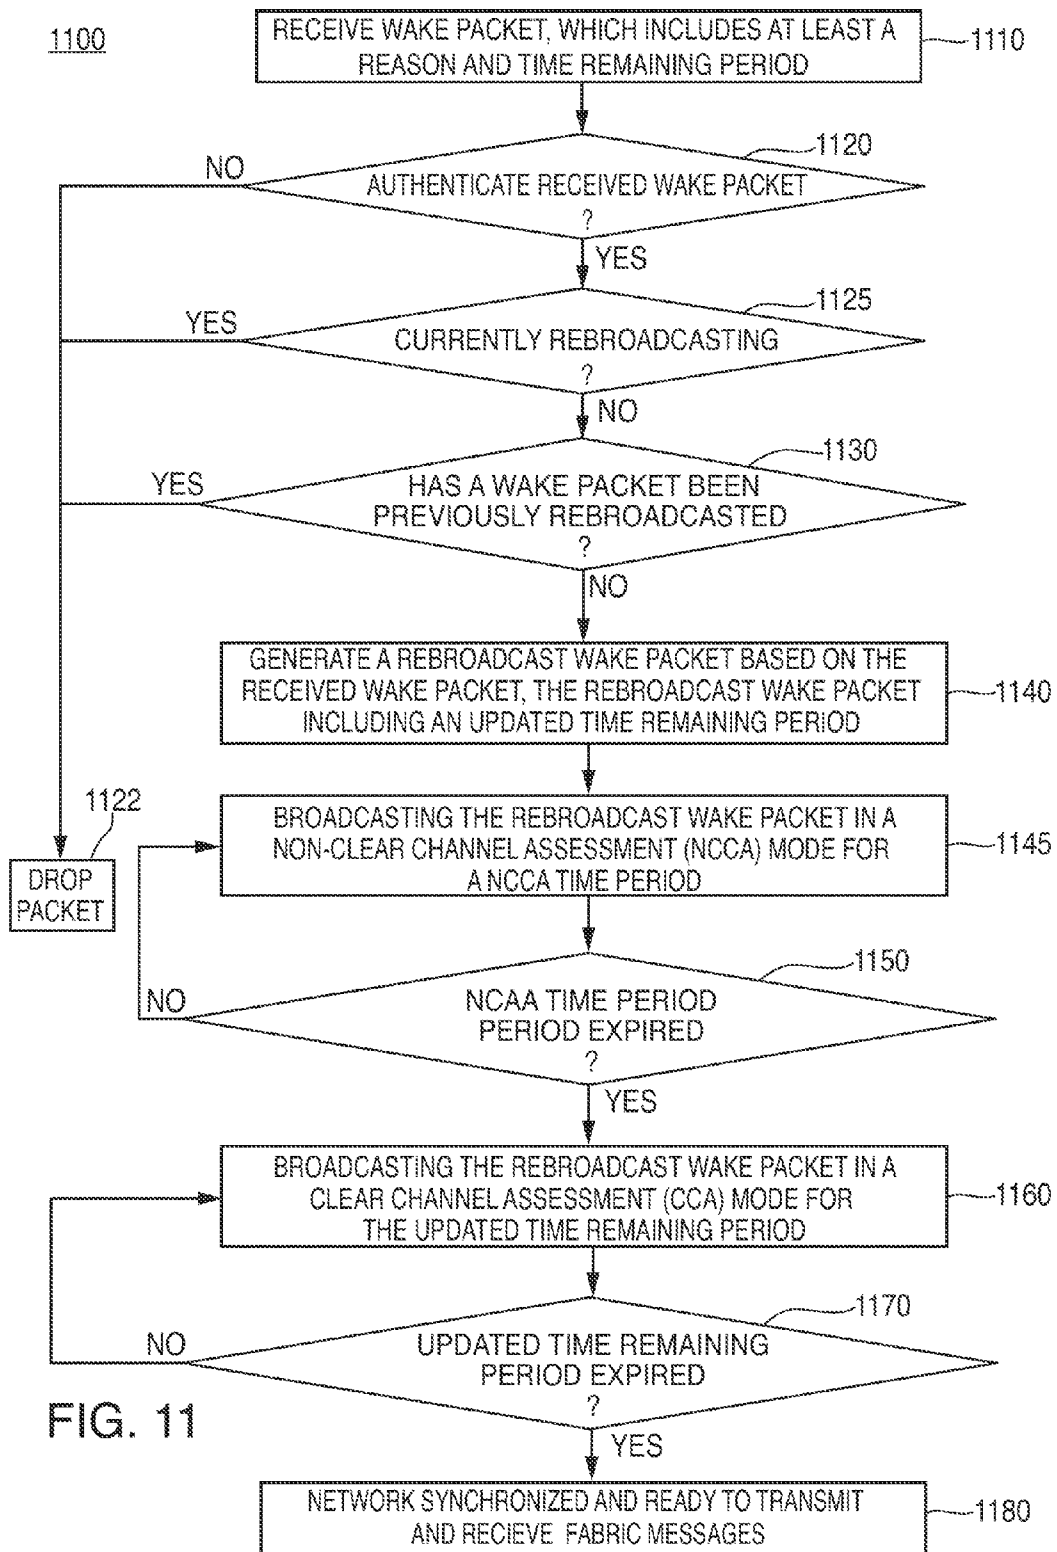 1100
RECEIVE WAKE PACKET, WHICH INCLUDES AT LEAST A
REASON AND TIME REMAINING PERIOD
1110
1120
NO
AUTHENTICATE RECEIVED WAKE PACKET
?
YES
1125
YES
CURRENTLY REBROADCASTING
?
NO
1130
YES
HAS A WAKE PACKET BEEN
PREVIOUSLY REBROADCASTED
?
NO
GENERATE A REBROADCAST WAKE PACKET BASED ON THE
RECEIVED WAKE PACKET, THE REBROADCAST WAKE PACKET
INCLUDING AN UPDATED TIME REMAINING PERIOD
1140
1122
DROP
PACKET
BROADCASTING THE REBROADCAST WAKE PACKET IN A
NON-CLEAR CHANNEL ASSESSMENT (NCCA) MODE FOR
A NCCA TIME PERIOD
1145
1150
NO
NCAA TIME PERIOD
PERIOD EXPIRED
?
YES
BROADCASTING THE REBROADCAST WAKE PACKET IN A
CLEAR CHANNEL ASSESSMENT (CCA) MODE FOR
THE UPDATED TIME REMAINING PERIOD
1160
1170
NO
UPDATED TIME REMAINING
PERIOD EXPIRED
?
YES
FIG. 11
NETWORK SYNCHRONIZED AND READY TO TRANSMIT
AND RECIEVE FABRIC MESSAGES
1180